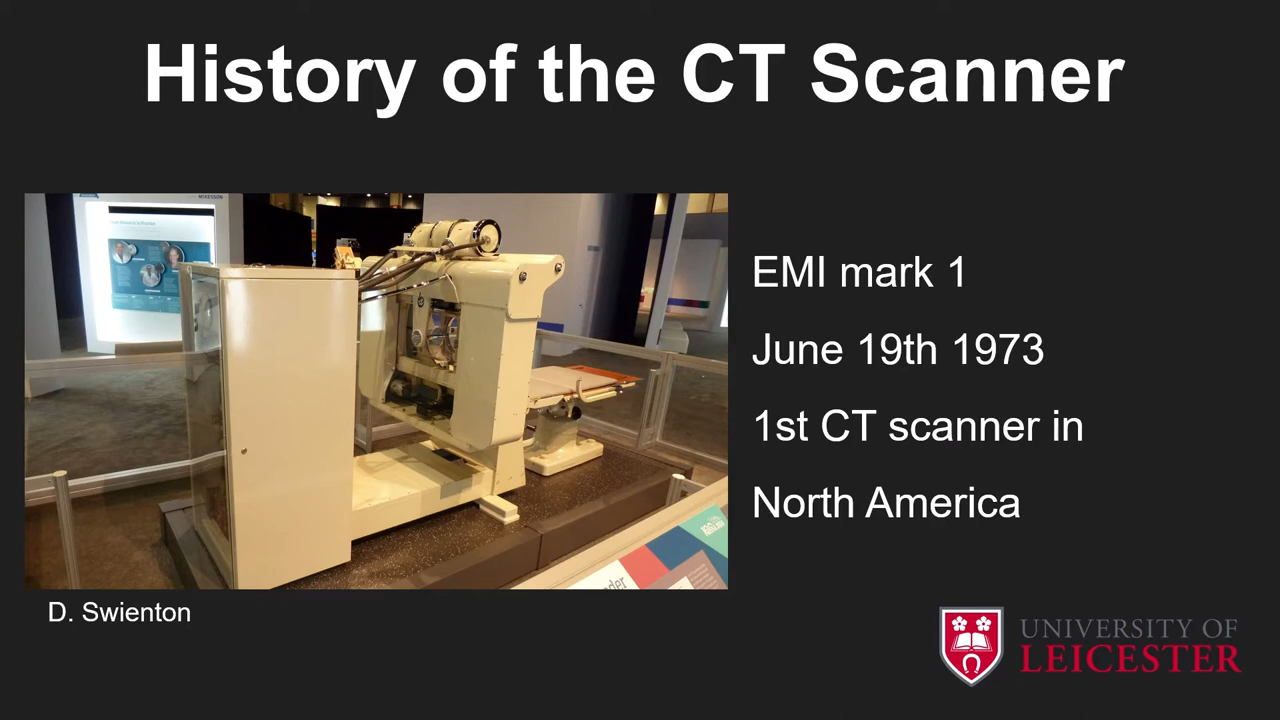 History of the CT Scanner
MCKESSON
EMI mark 1
June 19th 1973
1st CT scanner in
North America
D. Swienton
UNIVERSITY OF
LEICESTER